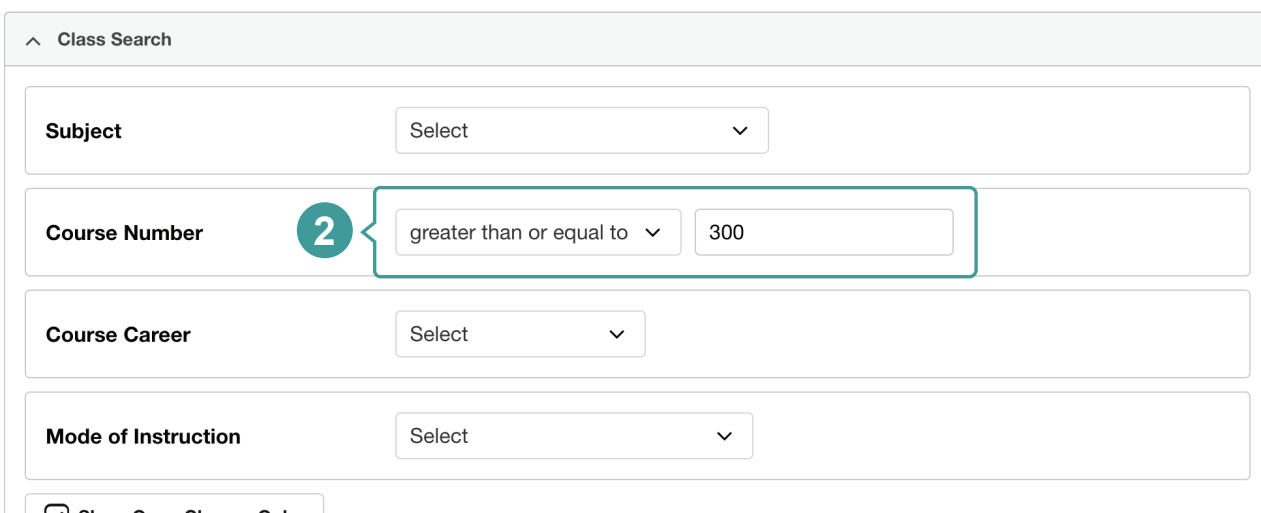 Class Search
Subject Select
Course Number 2 greater than or equal to 300
Course Career Select
Mode of Instruction Select